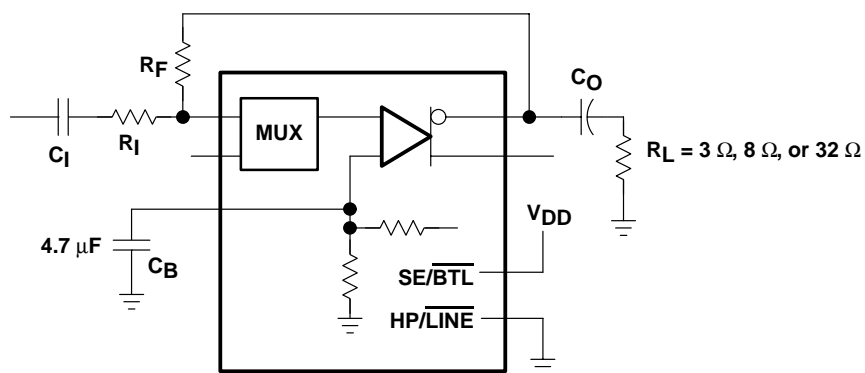 RF
CO
MUX
CI
RI
RL = 3 Ω, 8 Ω, or 32 Ω
VDD
4.7 μF
CB
SE/BTL
HP/LINE